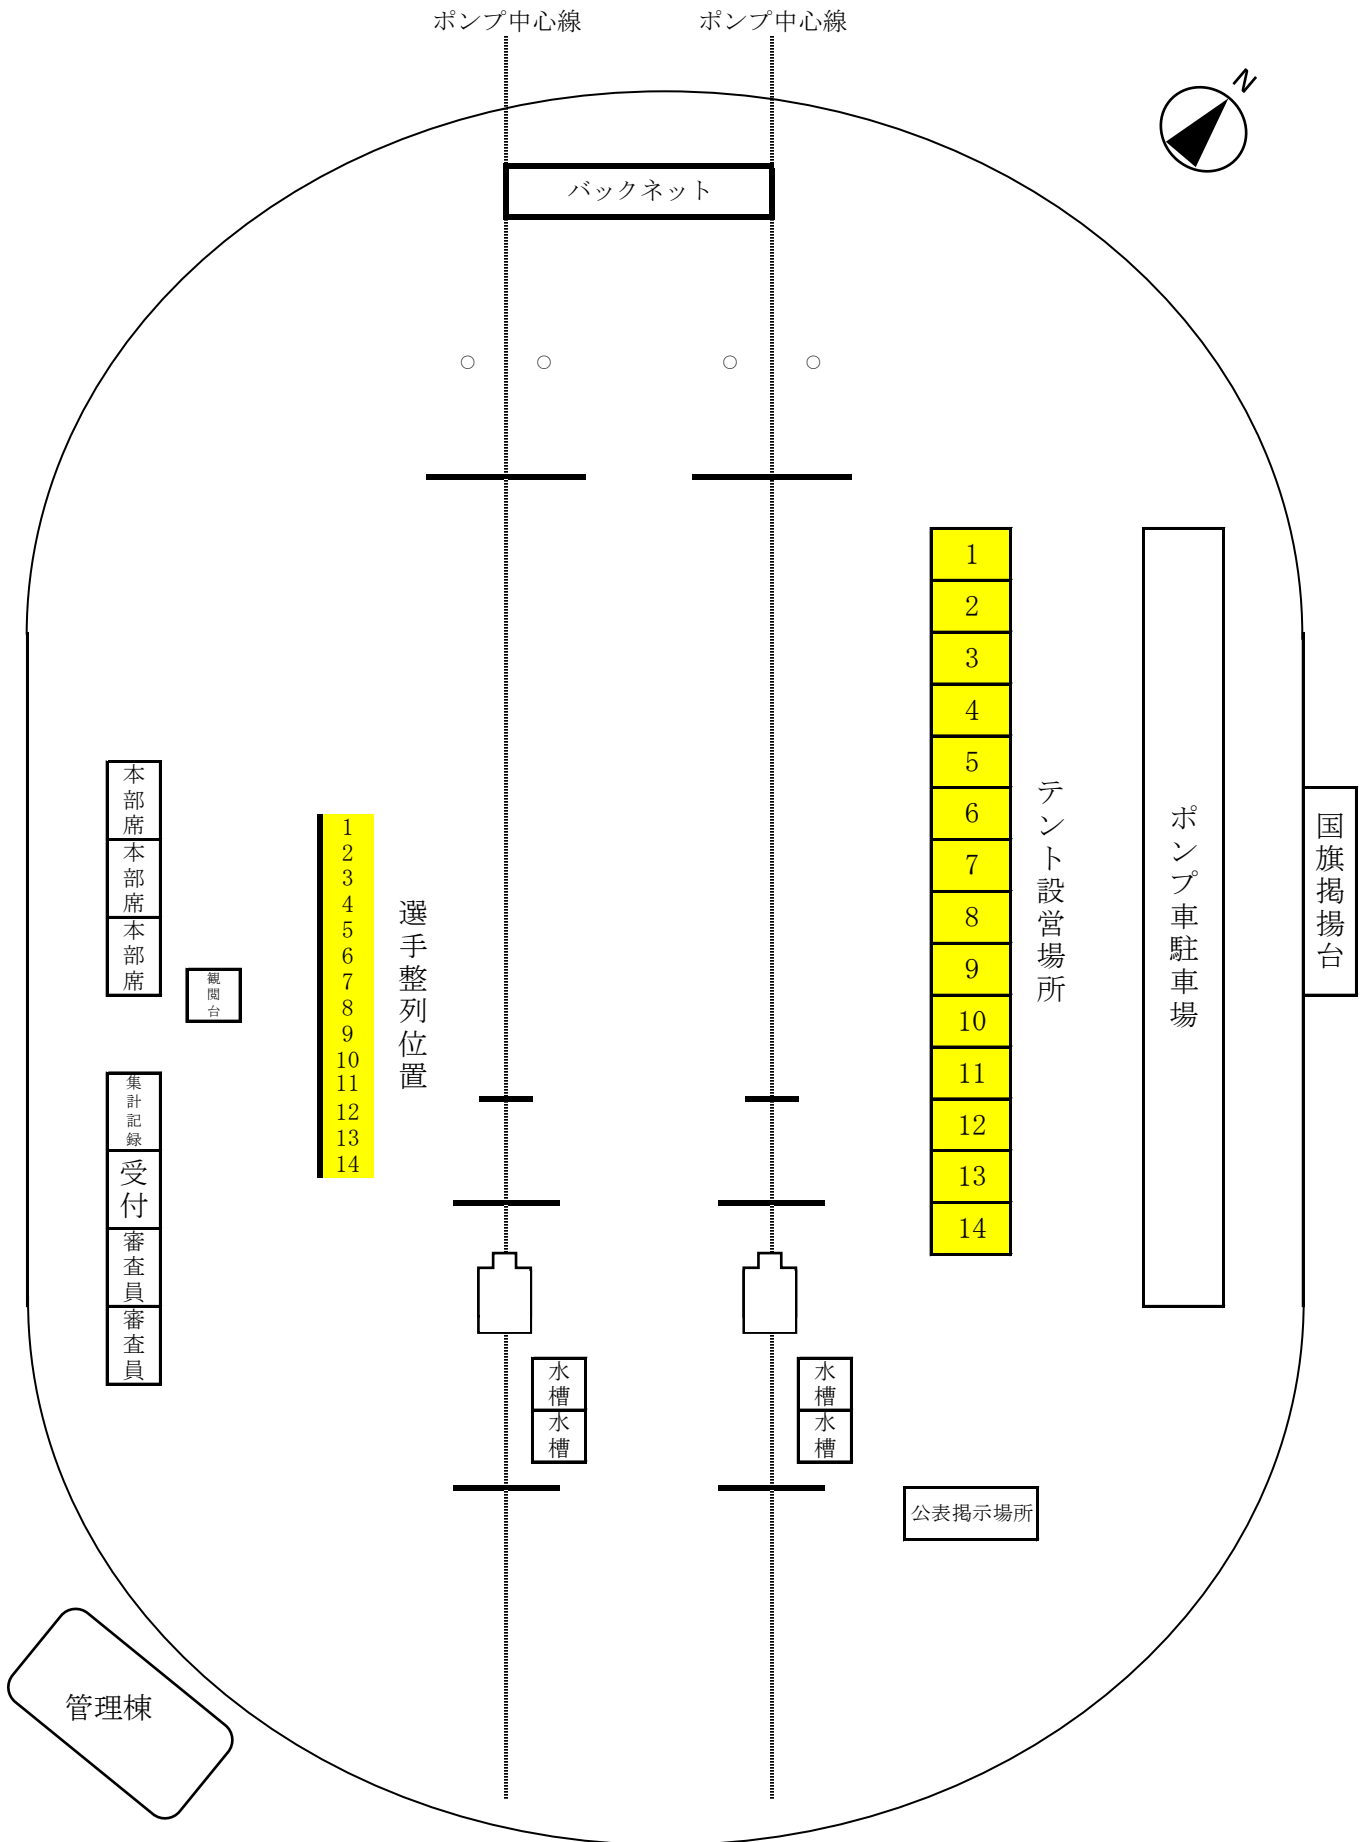 ポンプ中心線
ポンプ中心線
N
バックネット
本部席
本部席
本部席
観閲台
集計記録
受付
審査員
審査員
1
2
3
4
5
6
7
8
9
10
11
12
13
14
選手整列位置
1
2
3
4
5
6
7
8
9
10
11
12
13
14
テント設営場所
ポンプ車駐車場
国旗掲揚台
水槽
水槽
水槽
水槽
公表掲示場所
管理棟